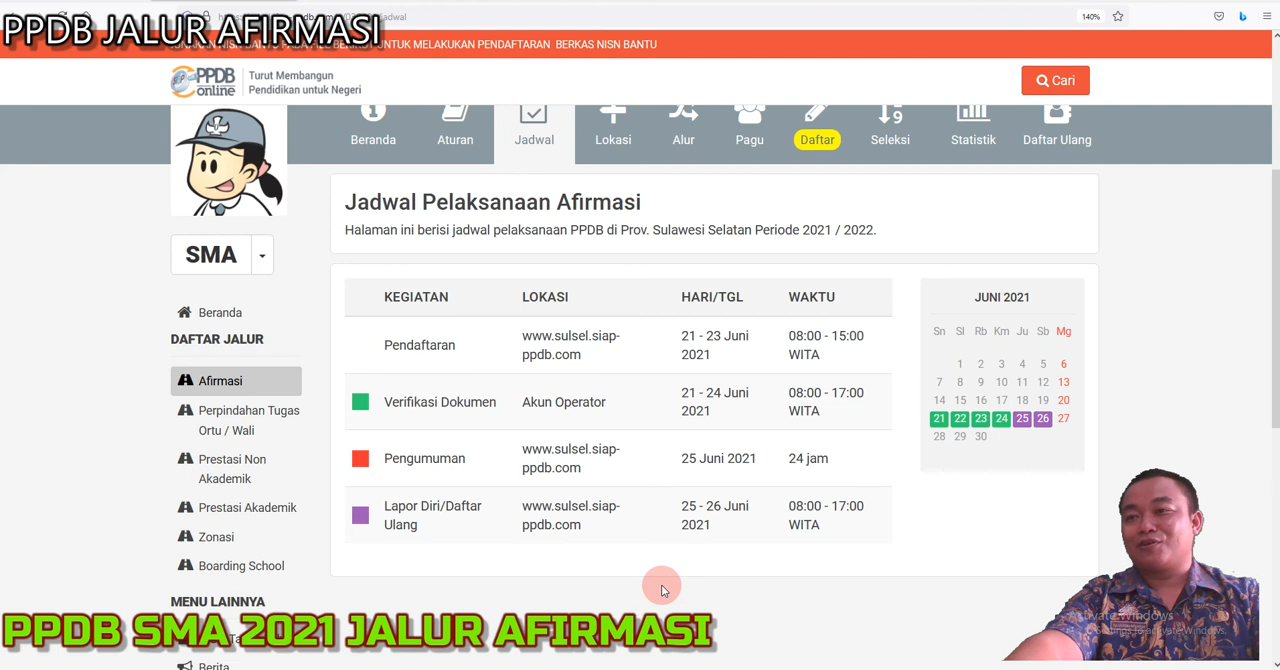 PPDB JALUR AFIRMASI
jadwal
140%
UNTUK MELAKUKAN PENDAFTARAN BERKAS NISN BANTU
PPDB online
Turut Membangun
Pendidikan untuk Negeri
Cari
Beranda
Aturan
Jadwal
Lokasi
Alur
Pagu
Daftar
Seleksi
Statistik
Daftar Ulang
SMA
Jadwal Pelaksanaan Afirmasi
Halaman ini berisi jadwal pelaksanaan PPDB di Prov. Sulawesi Selatan Periode 2021 / 2022.
Beranda
DAFTAR JALUR
Afirmasi
Perpindahan Tugas
Ortu / Wali
Prestasi Non
Akademik
Prestasi Akademik
Zonasi
Boarding School
MENU LAINNYA
Berita
KEGIATAN LOKASI HARI/TGL WAKTU
Pendaftaran www.sulsel.siap-ppdb.com 21 - 23 Juni 2021 08:00 - 15:00 WITA
Verifikasi Dokumen Akun Operator 21 - 24 Juni 2021 08:00 - 17:00 WITA
Pengumuman www.sulsel.siap-ppdb.com 25 Juni 2021 24 jam
Lapor Diri/Daftar Ulang www.sulsel.siap-ppdb.com 25 - 26 Juni 2021 08:00 - 17:00 WITA
JUNI 2021
Sn Sl Rb Km Ju Sb Mg
1 2 3 4 5 6
7 8 9 10 11 12 13
14 15 16 17 18 19 20
21 22 23 24 25 26 27
28 29 30
Activate Windows
Settings to activate Windows.
PPDB SMA 2021 JALUR AFIRMASI